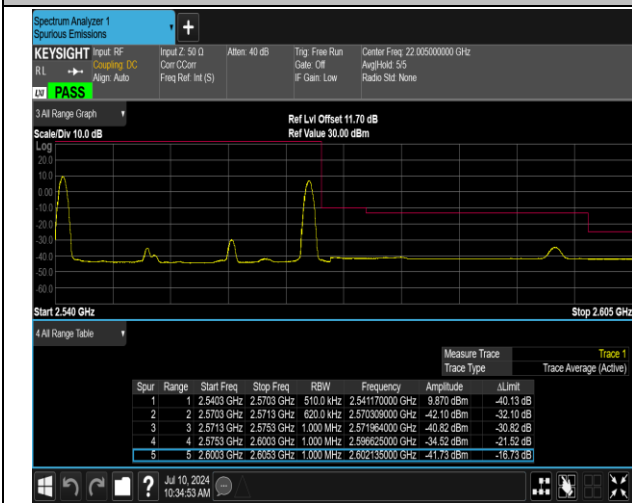 Spectrum Analyzer 1
Spurious Emissions
KEYSIGHT Input: RF Input Z: 50 Ω Atten: 40 dB Trig: Free Run Center Freq: 22.005000000 GHz
Coupling: DC Corr CCorr Gate: Off Avg|Hold: 5/5
R L Align: Auto Freq Ref: Int (S) IF Gain: Low Radio Std: None
LXI PASS
3 All Range Graph
Ref Lvl Offset 11.70 dB
Scale/Div 10.0 dB Ref Value 30.00 dBm
Log
20.0
10.0
0.00
-10.0
-20.0
-30.0
-40.0
-50.0
-60.0
Start 2.540 GHz Stop 2.605 GHz
4 All Range Table
Measure Trace Trace 1
Trace Type Trace Average (Active)
Spur Range Start Freq Stop Freq RBW Frequency Amplitude ΔLimit
1 1 2.5403 GHz 2.5703 GHz 510.0 kHz 2.541170000 GHz 9.870 dBm -40.13 dB
2 2 2.5703 GHz 2.5713 GHz 620.0 kHz 2.570309000 GHz -42.10 dBm -32.10 dB
3 3 2.5713 GHz 2.5753 GHz 1.000 MHz 2.571964000 GHz -40.82 dBm -30.82 dB
4 4 2.5753 GHz 2.6003 GHz 1.000 MHz 2.596625000 GHz -34.52 dBm -21.52 dB
5 5 2.6003 GHz 2.6053 GHz 1.000 MHz 2.602135000 GHz -41.73 dBm -16.73 dB
Jul 10, 2024
10:34:53 AM